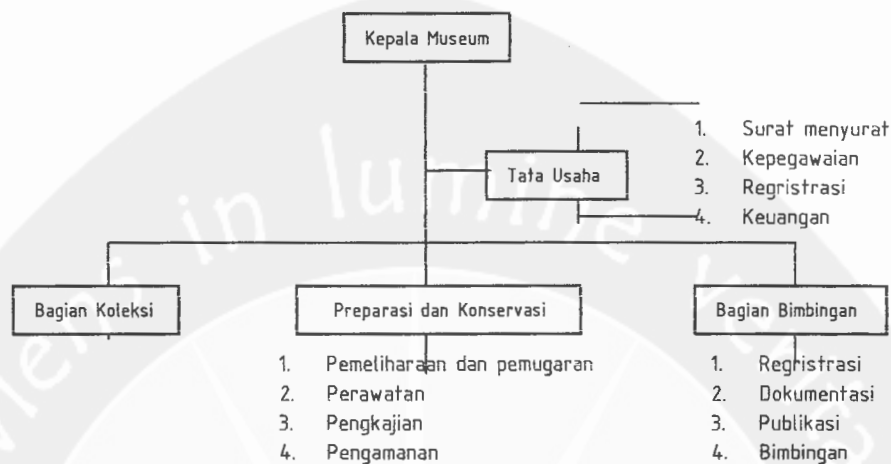 Kepala Museum
1. Surat menyurat
2. Kepegawaian
3. Regristrasi
4. Keuangan
Tata Usaha
Bagian Koleksi
Preparasi dan Konservasi
1. Pemeliharaan dan pemugaran
2. Perawatan
3. Pengkajian
4. Pengamanan
Bagian Bimbingan
1. Regristrasi
2. Dokumentasi
3. Publikasi
4. Bimbingan
in lumine